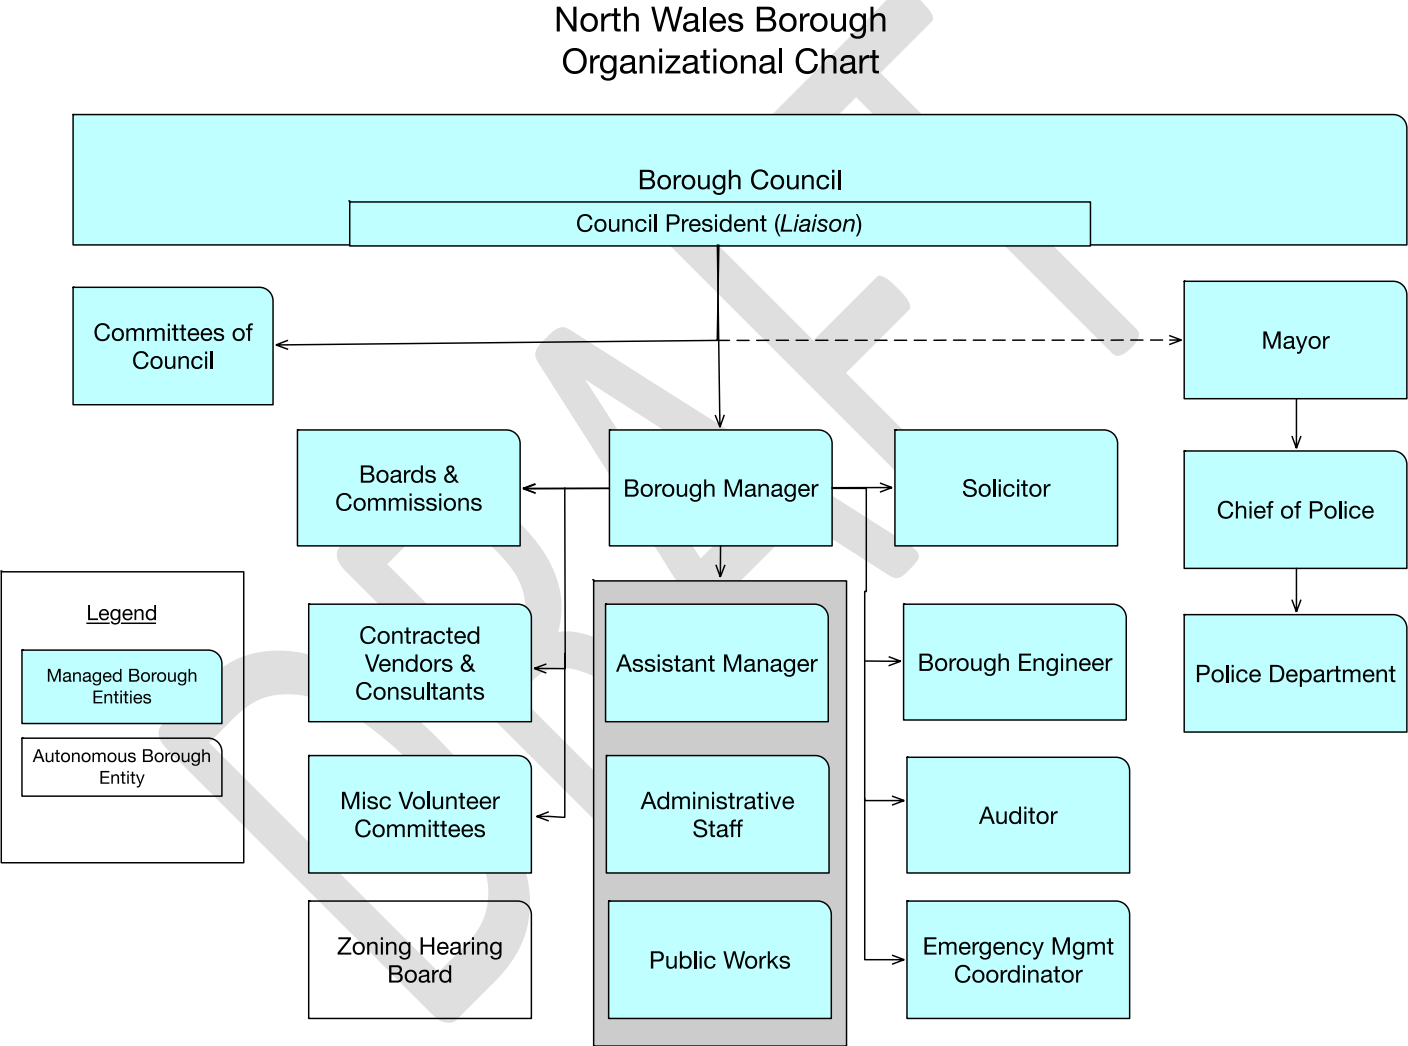 North Wales Borough
Organizational Chart
Borough Council
Council President (Liaison)
Committees of
Council
Mayor
Boards &
Commissions
Borough Manager
Solicitor
Chief of Police
Legend
Managed Borough
Entities
Autonomous Borough
Entity
Contracted
Vendors &
Consultants
Assistant Manager
Borough Engineer
Police Department
Misc Volunteer
Committees
Administrative
Staff
Auditor
Zoning Hearing
Board
Public Works
Emergency Mgmt
Coordinator
DRAFT